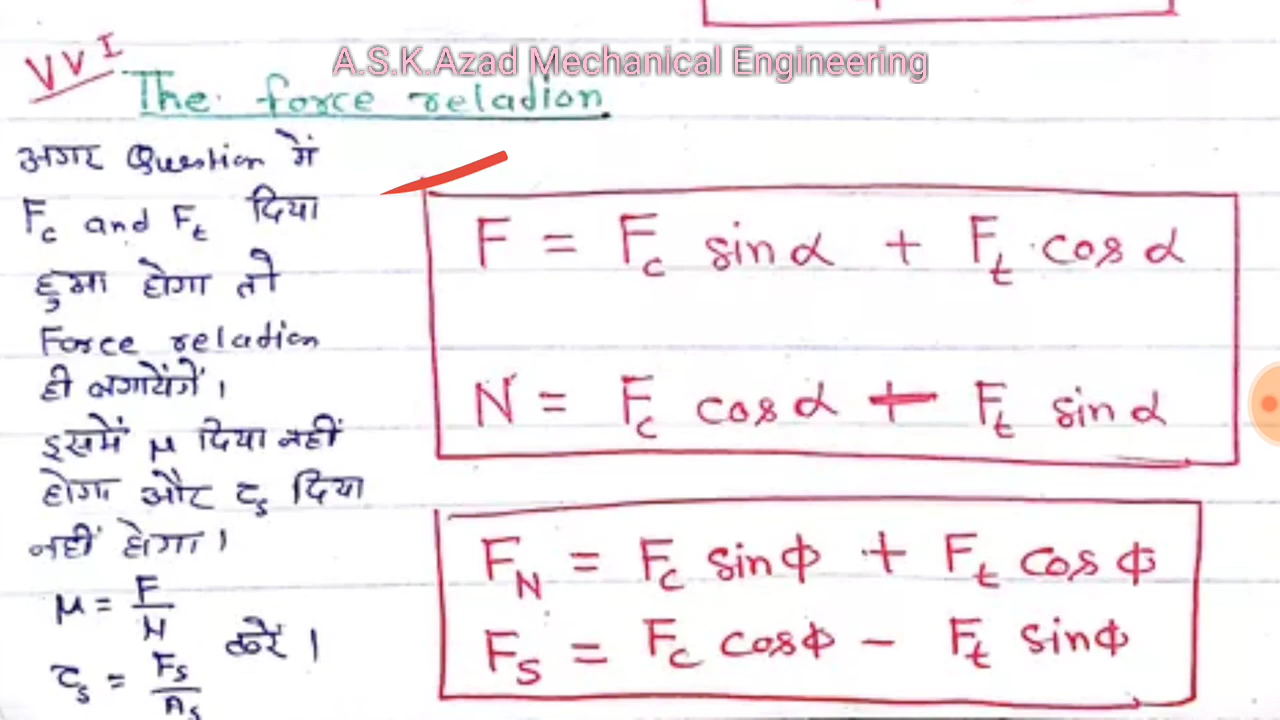 A.S.K.Azad Mechanical Engineering
VVI
The force reladion
अगर Question में
Fc and Ft दिया
हुआ होगा तो
Force reladion
ही लगायेंगें।
इसमें μ दिया नहीं
होगा और τs दिया
नहीं होगा।
μ = F/N
τs = Fs/As करें।
F = Fc sinα + Ft cosα
N = Fc cosα + Ft sinα
FN = Fc sinϕ + Ft cosϕ
Fs = Fc cosϕ - Ft sinϕ